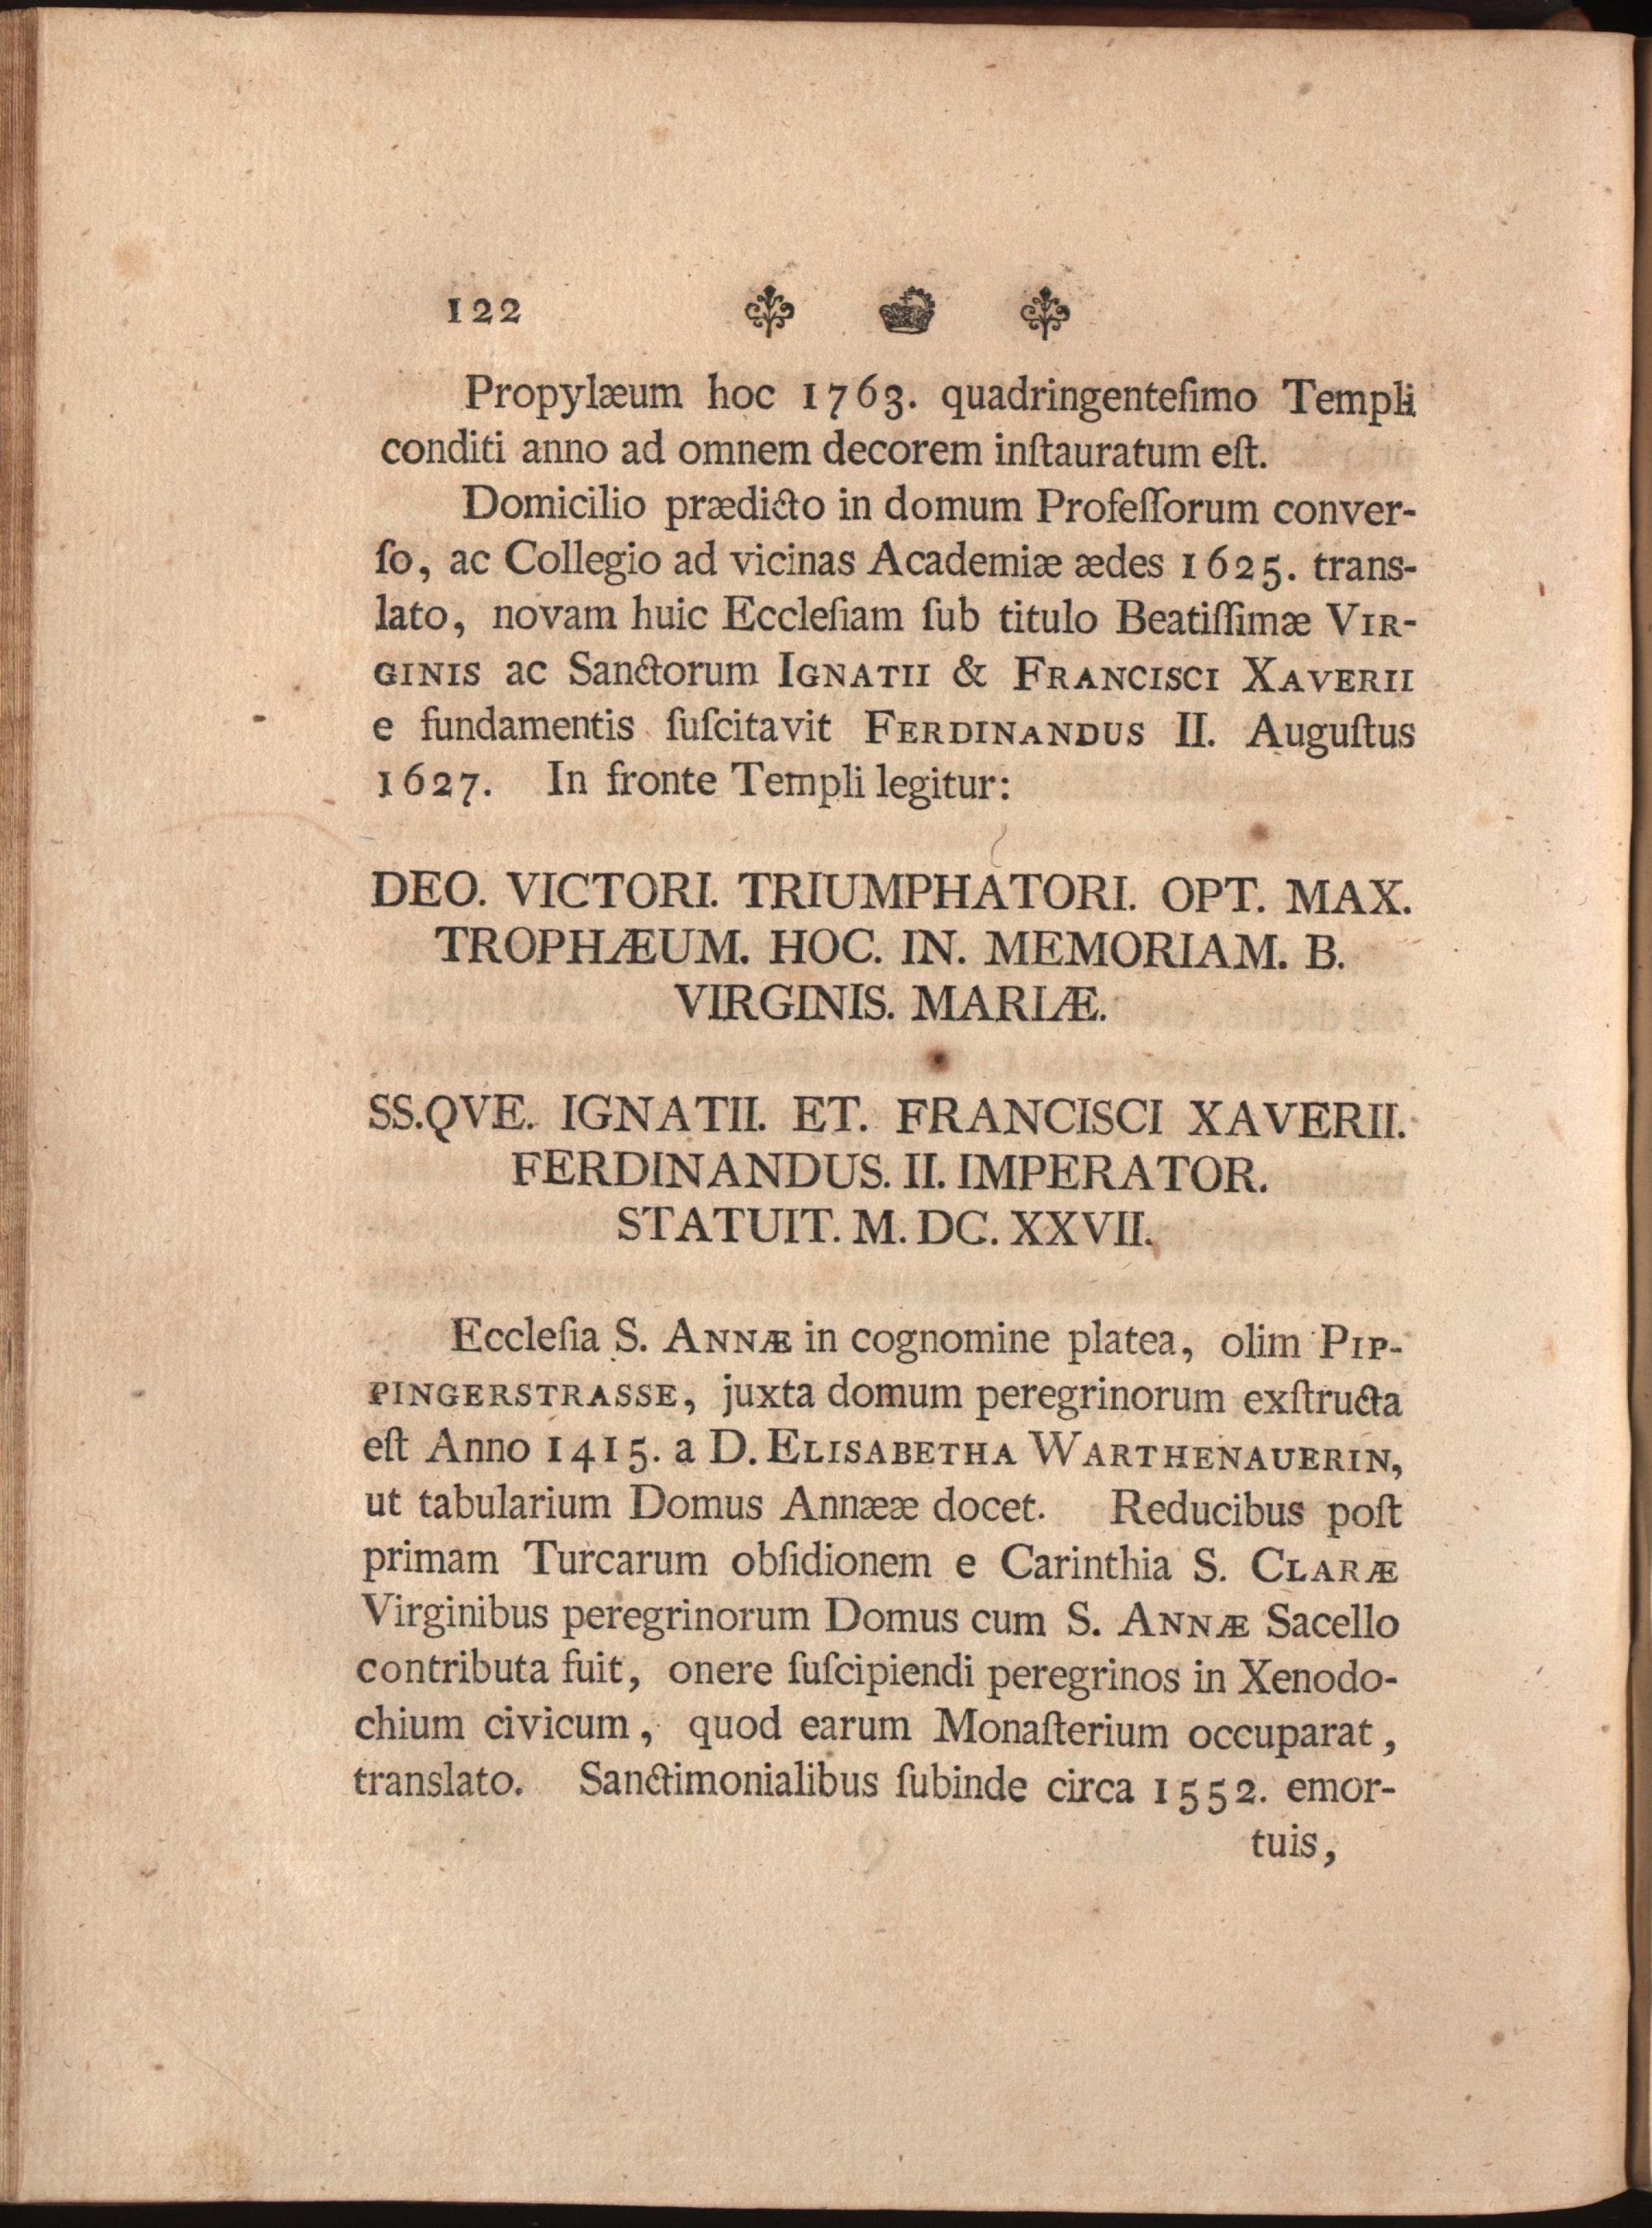 122
Propylæum hoc 1763. quadringenteſimo Templi
conditi anno ad omnem decorem inſtauratum eſt.
Domicilio prædicto in domum Profeſſorum conver-
ſo, ac Collegio ad vicinas Academiæ ædes 1625. trans-
lato, novam huic Eccleſiam ſub titulo Beatiſſimæ VIR-
GINIS ac Sanctorum IGNATII & FRANCISCI XAVERII
e fundamentis ſuſcitavit FERDINANDUS II. Auguſtus
1627. In fronte Templi legitur:
DEO. VICTORI. TRIUMPHATORI. OPT. MAX.
TROPHÆUM. HOC. IN. MEMORIAM. B.
VIRGINIS. MARIÆ.
SS.QVE. IGNATII. ET. FRANCISCI XAVERII.
FERDINANDUS. II. IMPERATOR.
STATUIT. M. DC. XXVII.
Eccleſia S. ANNÆ in cognomine platea, olim PIP-
PINGERSTRASSE, juxta domum peregrinorum exſtructa
eſt Anno 1415. a D. ELISABETHA WARTHENAUERIN,
ut tabularium Domus Annææ docet. Reducibus poſt
primam Turcarum obſidionem e Carinthia S. CLARÆ
Virginibus peregrinorum Domus cum S. ANNÆ Sacello
contributa fuit, onere ſuſcipiendi peregrinos in Xenodo-
chium civicum, quod earum Monaſterium occuparat,
translato. Sanctimonialibus ſubinde circa 1552. emor-
tuis,